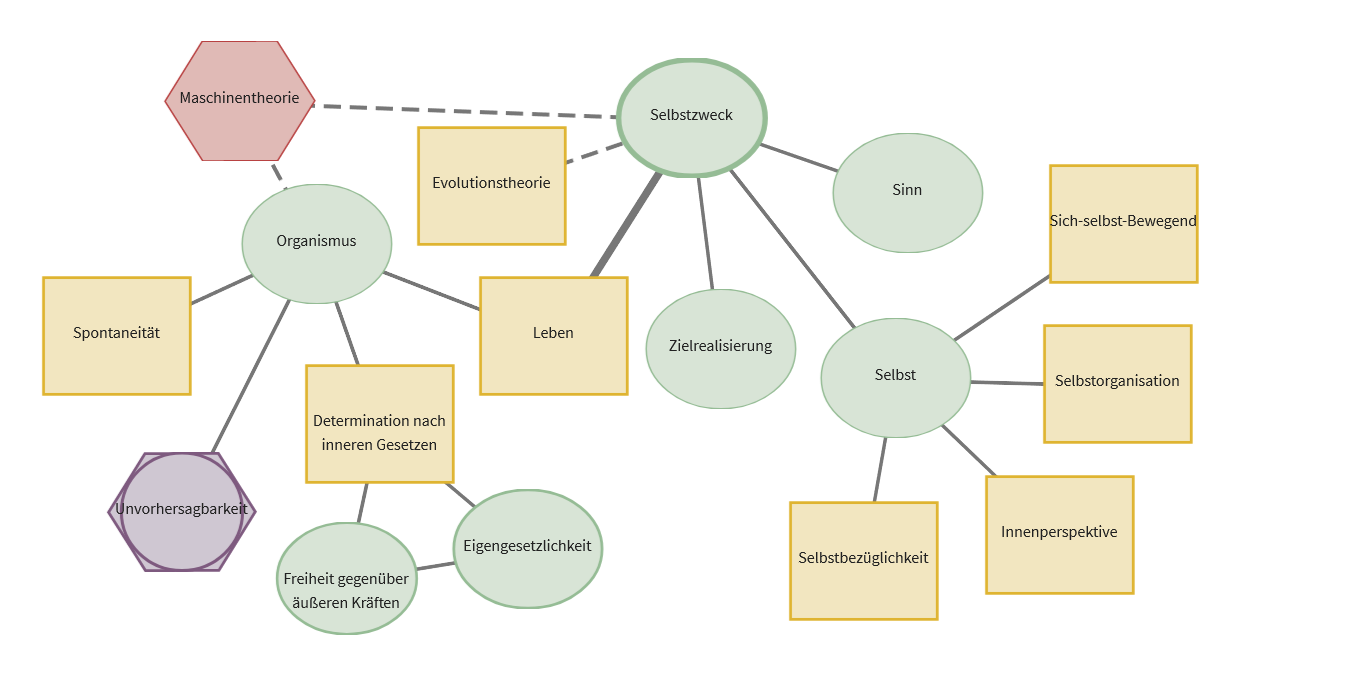 Maschinentheorie
Selbstzweck
Evolutionstheorie
Sinn
Sich-selbst-Bewegend
Organismus
Spontaneität
Leben
Zielrealisierung
Selbst
Selbstorganisation
Determination nach
inneren Gesetzen
Unvorhersagbarkeit
Eigengesetzlichkeit
Innenperspektive
Selbstbezüglichkeit
Freiheit gegenüber
äußeren Kräften